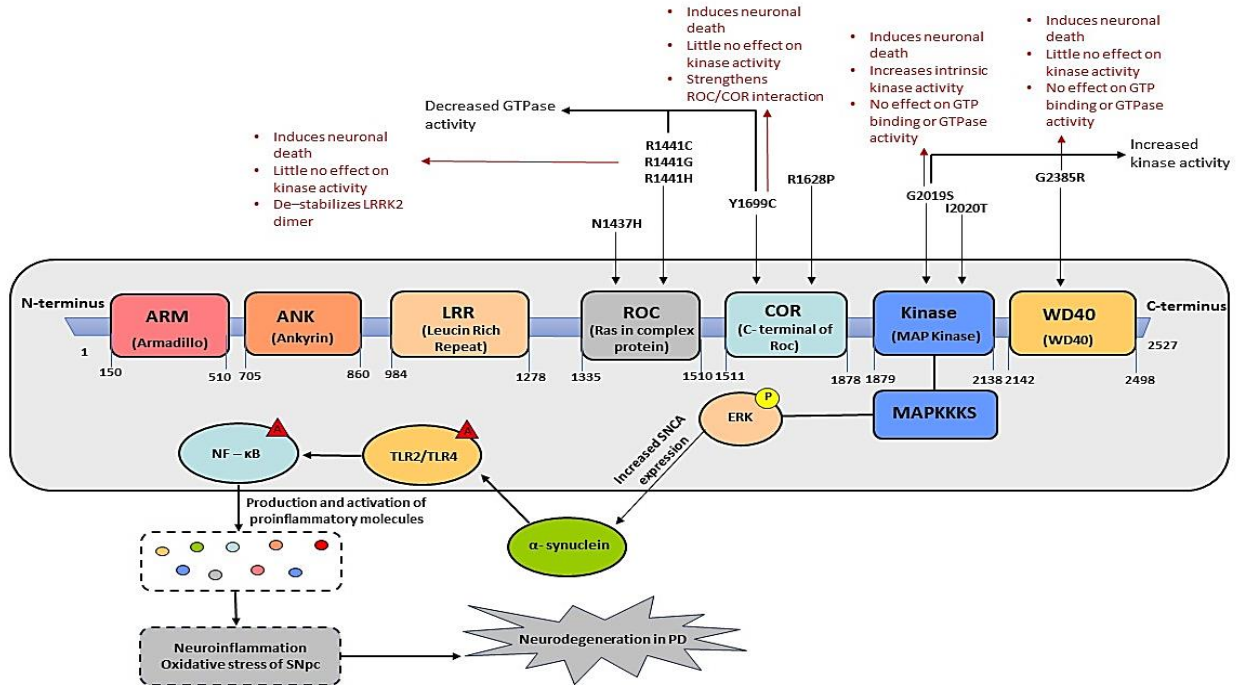 • Induces neuronal
death
• Little no effect on
kinase activity
• Strengthens
ROC/COR interaction
• Induces neuronal
death
• Increases intrinsic
kinase activity
• No effect on GTP
binding or GTPase
activity
• Induces neuronal
death
• Little no effect on
kinase activity
• No effect on GTP
binding or GTPase
activity
Decreased GTPase
activity
• Induces neuronal
death
• Little no effect on
kinase activity
• De–stabilizes LRRK2
dimer
R1441C
R1441G
R1441H
N1437H
Y1699C
R1628P
G2019S
I2020T
G2385R
Increased
kinase activity
N-terminus
C-terminus
ARM
(Armadillo)
ANK
(Ankyrin)
LRR
(Leucin Rich
Repeat)
ROC
(Ras in complex
protein)
COR
(C- terminal of
Roc)
Kinase
(MAP Kinase)
WD40
(WD40)
1
150
510
705
860
984
1278
1335
1510
1511
1878
1879
2138
2142
2498
2527
MAPKKKS
P
ERK
Increased SNCA
expression
A
TLR2/TLR4
A
NF – κB
α- synuclein
Production and activation of
proinflammatory molecules
Neuroinflammation
Oxidative stress of SNpc
Neurodegeneration in PD